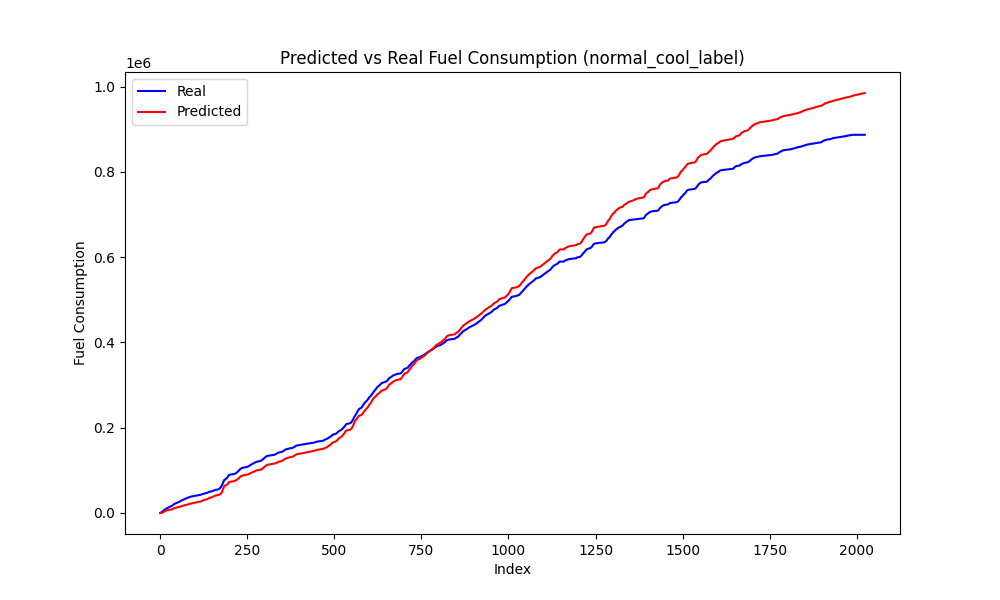 Predicted vs Real Fuel Consumption (normal_cool_label)
1e6
Real
Predicted
1.0
0.8
0.6
0.4
0.2
0.0
Fuel Consumption
0 250 500 750 1000 1250 1500 1750 2000
Index